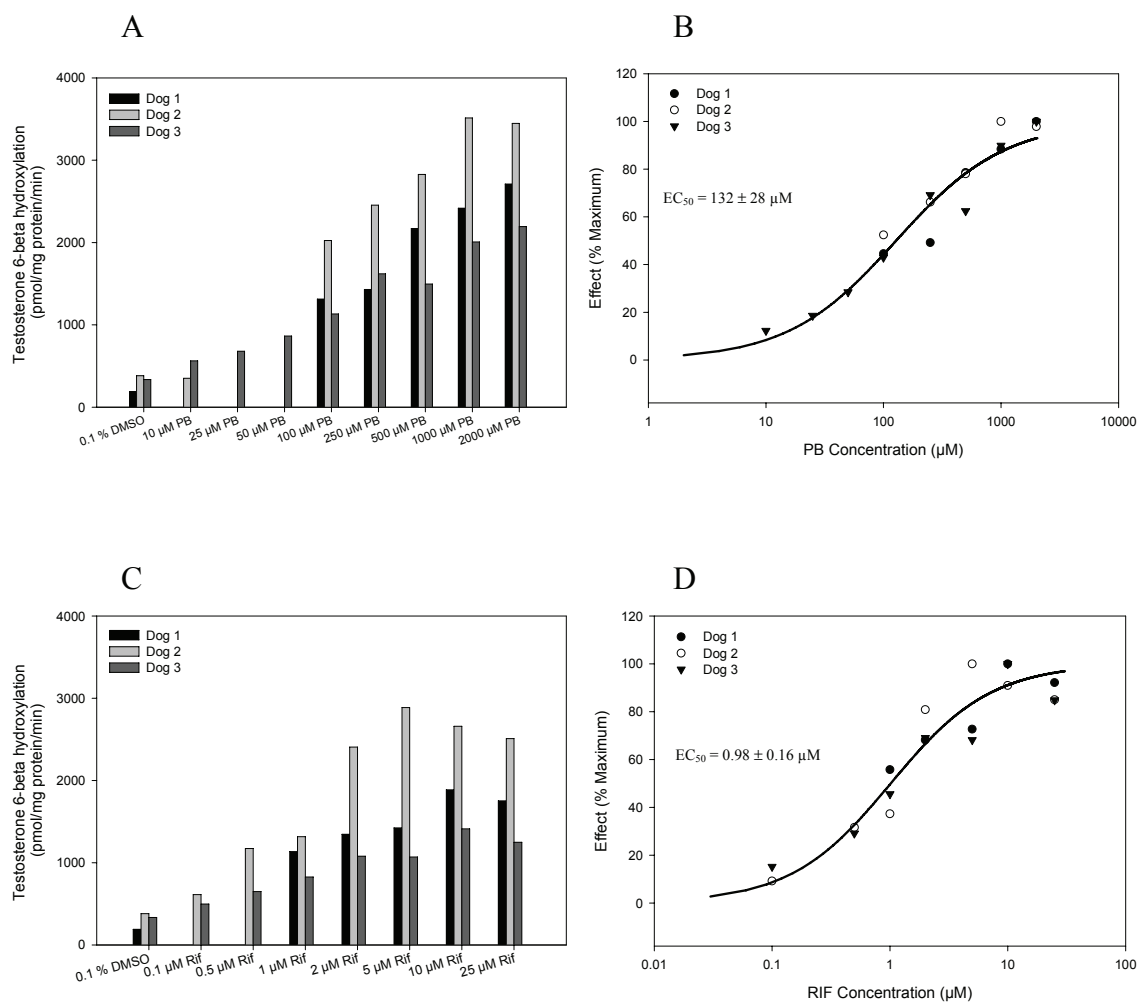 A
Testosterone 6-beta hydroxylation
(pmol/mg protein/min)
4000
3000
2000
1000
0
Dog 1
Dog 2
Dog 3
0.1 % DMSO
10 µM PB
25 µM PB
50 µM PB
100 µM PB
250 µM PB
500 µM PB
1000 µM PB
2000 µM PB
B
Effect (% Maximum)
120
100
80
60
40
20
0
Dog 1
Dog 2
Dog 3
EC50 = 132 ± 28 µM
1
10
100
1000
10000
PB Concentration (µM)
C
Testosterone 6-beta hydroxylation
(pmol/mg protein/min)
4000
3000
2000
1000
0
Dog 1
Dog 2
Dog 3
0.1 % DMSO
0.1 µM Rif
0.5 µM Rif
1 µM Rif
2 µM Rif
5 µM Rif
10 µM Rif
25 µM Rif
D
Effect (% Maximum)
120
100
80
60
40
20
0
Dog 1
Dog 2
Dog 3
EC50 = 0.98 ± 0.16 µM
0.01
0.1
1
10
100
RIF Concentration (µM)